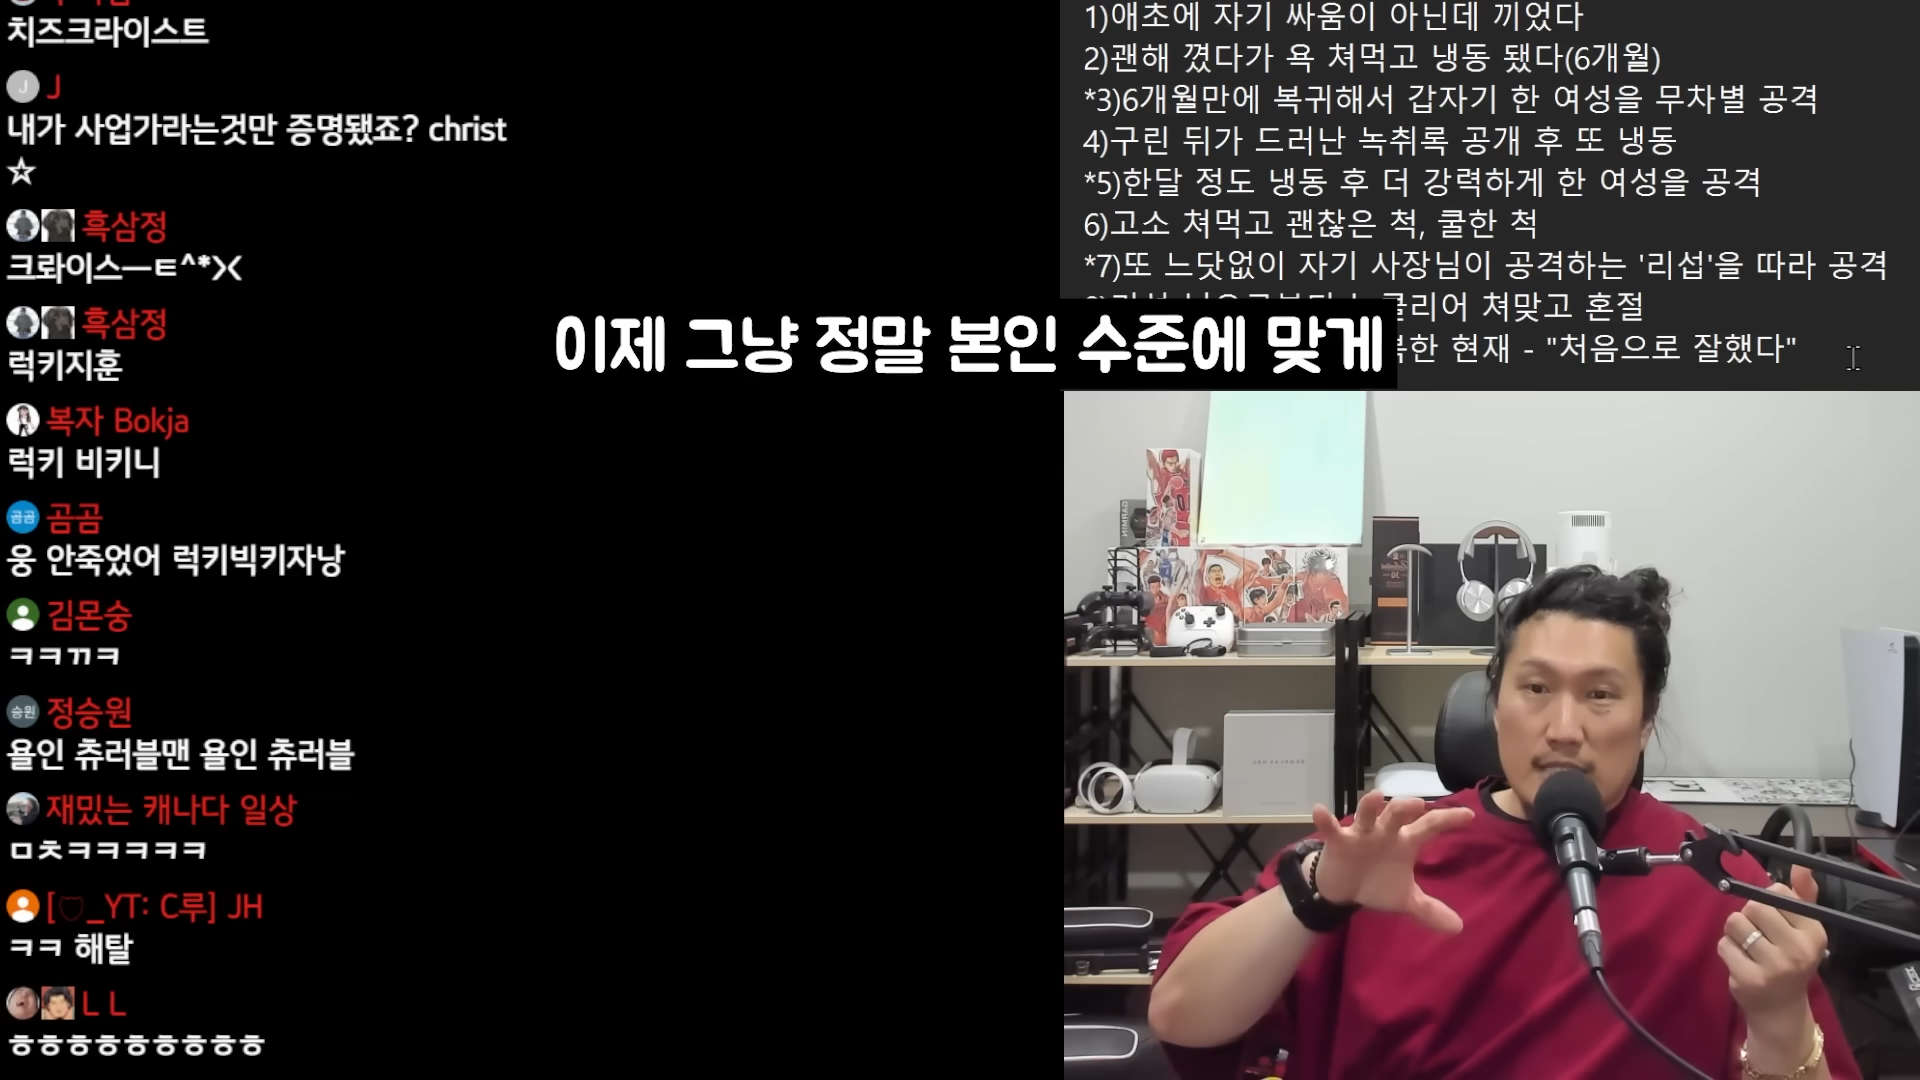 치즈크라이스트
J
내가 사업가라는것만 증명됐죠? christ
☆
흑삼정
크롸이스ㅡㅌ^*><
흑삼정
럭키지훈
복자 Bokja
럭키 비키니
곰곰 곰곰
웅 안죽었어 럭키빅키자낭
김몬숭
ㅋㅋㄲㅋ
승원 정승원
욜인 츄러블맨 욜인 츄러블
재밌는 캐나다 일상
ㅁㅊㅋㅋㅋㅋㅋ
[♡_YT: C루] JH
ㅋㅋ 해탈
L L
ㅎㅎㅎㅎㅎㅎㅎㅎㅎ
1)애초에 자기 싸움이 아닌데 끼었다
2)괜해 꼈다가 욕 쳐먹고 냉동 됐다(6개월)
*3)6개월만에 복귀해서 갑자기 한 여성을 무차별 공격
4)구린 뒤가 드러난 녹취록 공개 후 또 냉동
*5)한달 정도 냉동 후 더 강력하게 한 여성을 공격
6)고소 쳐먹고 괜찮은 척, 쿨한 척
*7)또 느닷없이 자기 사장님이 공격하는 '리섭'을 따라 공격
쳐맞고 혼절
현재 - "처음으로 잘했다"
이제 그냥 정말 본인 수준에 맞게
GARMIN